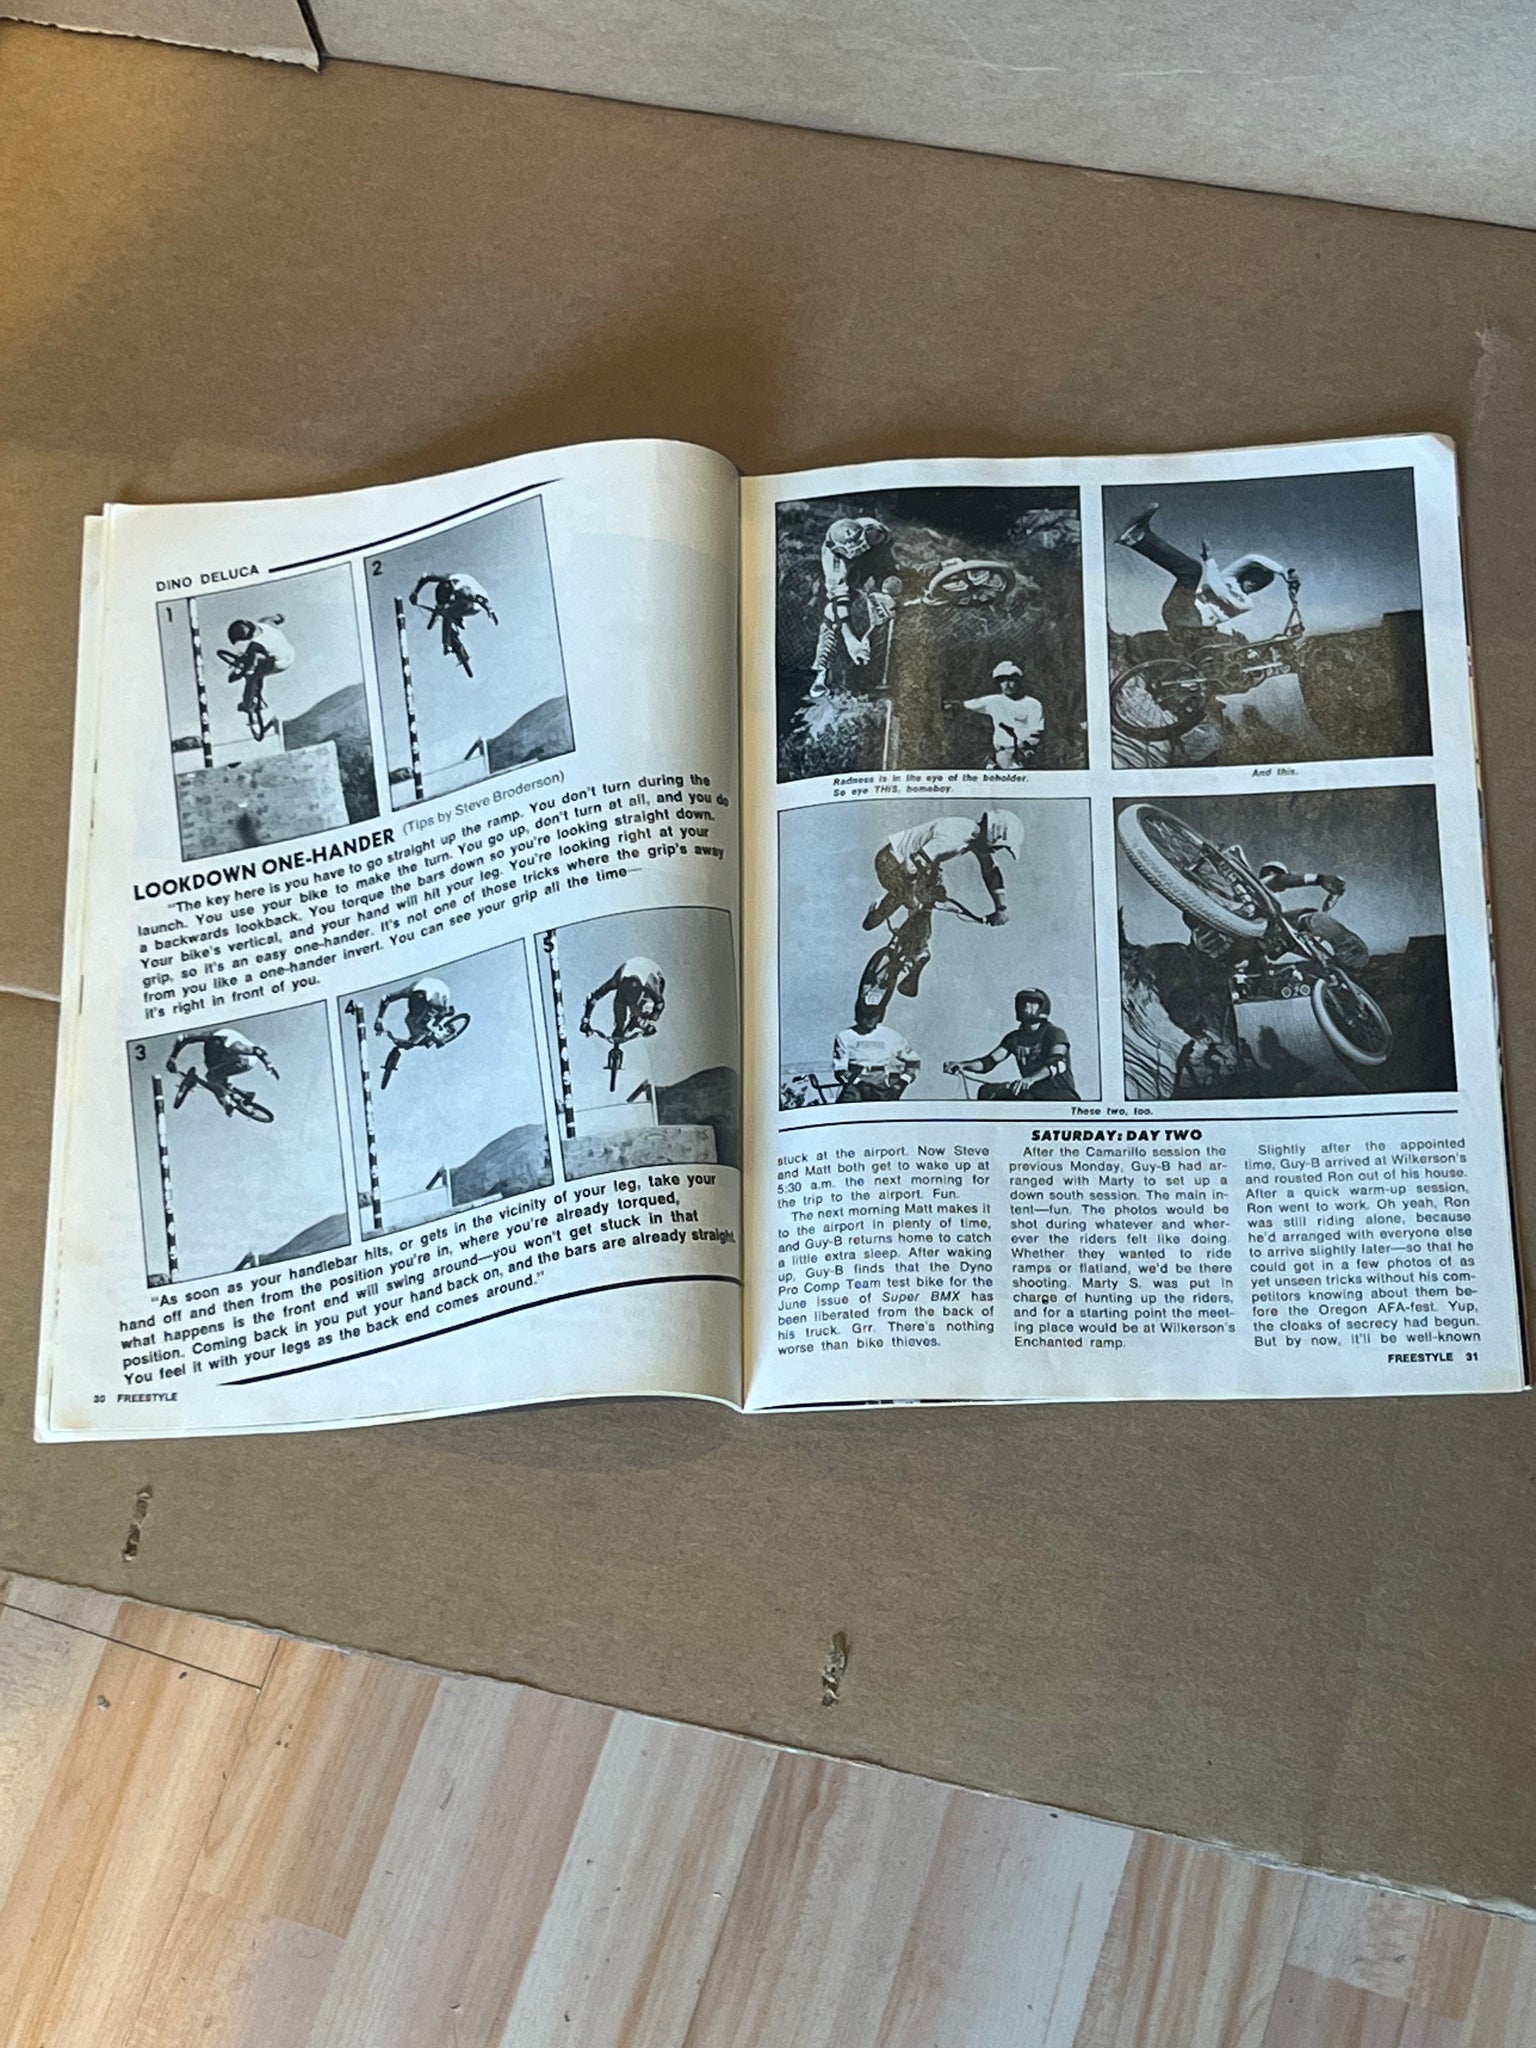 DINO DELUCA
1
2
LOOKDOWN ONE-HANDER (Tips by Steve Broderson)
"The key here is you have to go straight up the ramp. You don't turn during the
launch. You use your bike to make the turn. You go up, don't turn at all, and you do
a backwards lookback. You torque the bars down so you're looking straight down.
Your bike's vertical, and your hand will hit your leg. You're looking right at your
grip, so it's an easy one-hander. It's not one of those tricks where the grip's away
from you like a one-hander invert. You can see your grip all the time—
it's right in front of you.
3
4
5
"As soon as your handlebar hits, or gets in the vicinity of your leg, take your
hand off and then from the position you're in, where you're already torqued,
what happens is the front end will swing around—you won't get stuck in that
position. Coming back in you put your hand back on, and the bars are already straight.
You feel it with your legs as the back end comes around."
30 FREESTYLE
Radness is in the eye of the beholder.
So eye THIS, homeboy.
And this.
These two, too.
stuck at the airport. Now Steve
and Matt both get to wake up at
5:30 a.m. the next morning for
the trip to the airport. Fun.
The next morning Matt makes it
to the airport in plenty of time,
and Guy-B returns home to catch
a little extra sleep. After waking
up, Guy-B finds that the Dyno
Pro Comp Team test bike for the
June issue of Super BMX has
been liberated from the back of
his truck. Grr. There's nothing
worse than bike thieves.
SATURDAY: DAY TWO
After the Camarillo session the
previous Monday, Guy-B had ar-
ranged with Marty to set up a
down south session. The main in-
tent—fun. The photos would be
shot during whatever and wher-
ever the riders felt like doing.
Whether they wanted to ride
ramps or flatland, we'd be there
shooting. Marty S. was put in
charge of hunting up the riders,
and for a starting point the meet-
ing place would be at Wilkerson's
Enchanted ramp.
Slightly after the appointed
time, Guy-B arrived at Wilkerson's
and rousted Ron out of his house.
After a quick warm-up session,
Ron went to work. Oh yeah, Ron
was still riding alone, because
he'd arranged with everyone else
to arrive slightly later—so that he
could get in a few photos of as
yet unseen tricks without his com-
petitors knowing about them be-
fore the Oregon AFA-fest. Yup,
the cloaks of secrecy had begun.
But by now, it'll be well-known
FREESTYLE 31